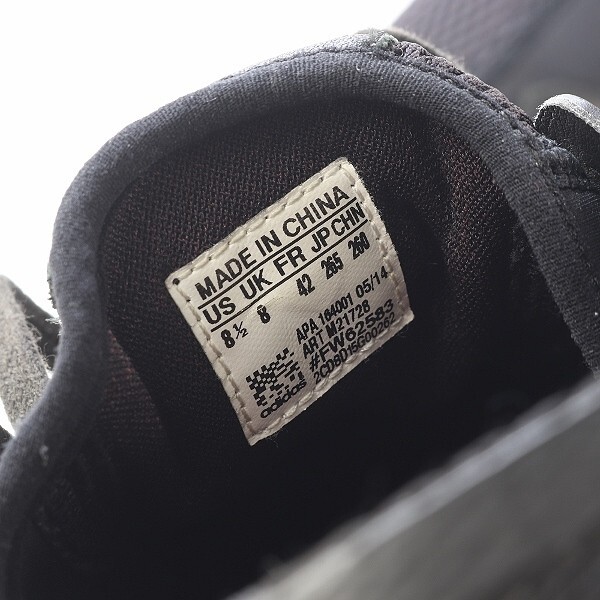 MADE IN CHINA
US UK FR JP CHN
8½ 8 42 265 260
APA 164001 05/14
ART M21728
#FW62583
adidas